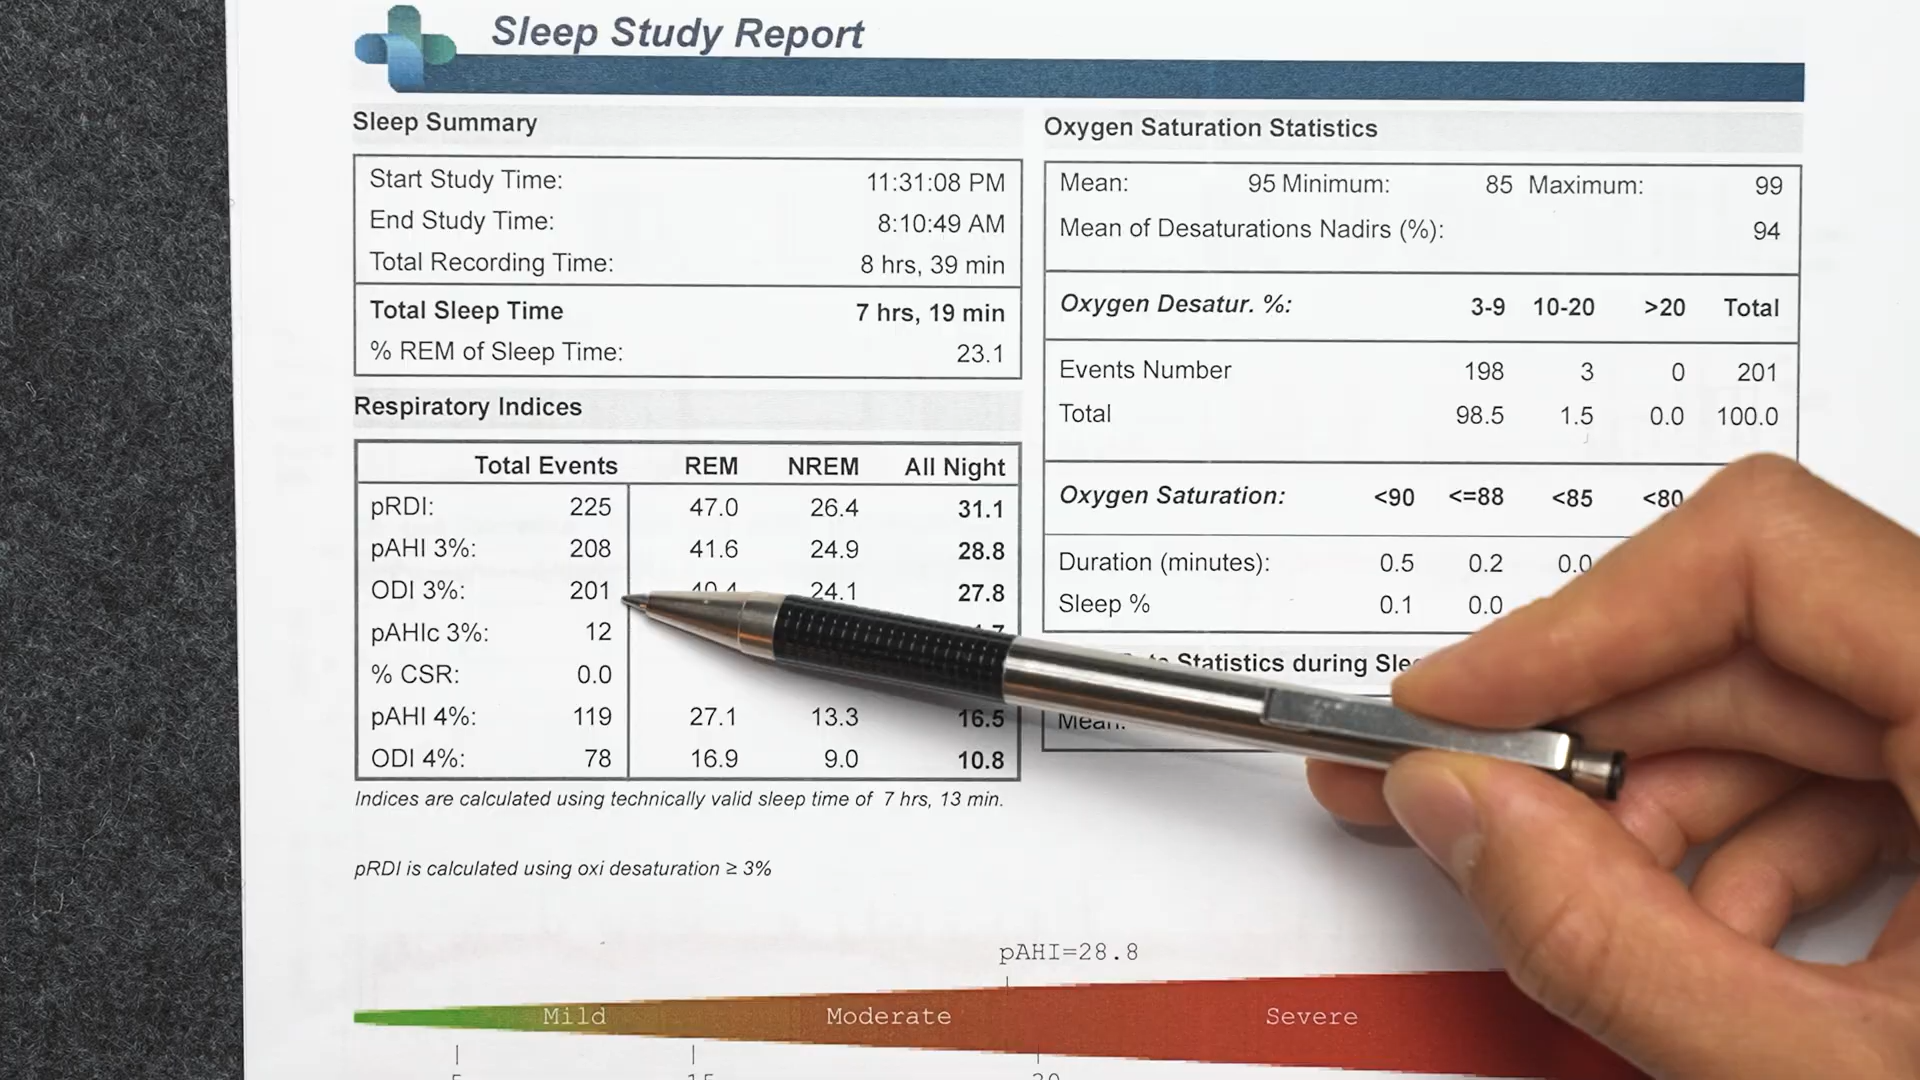 Sleep Study Report
Sleep Summary
Start Study Time: 11:31:08 PM
End Study Time: 8:10:49 AM
Total Recording Time: 8 hrs, 39 min
Total Sleep Time 7 hrs, 19 min
% REM of Sleep Time: 23.1
Respiratory Indices
Total Events REM NREM All Night
pRDI: 225 47.0 26.4 31.1
pAHI 3%: 208 41.6 24.9 28.8
ODI 3%: 201 40.4 24.1 27.8
pAHIc 3%: 12
% CSR: 0.0
pAHI 4%: 119 27.1 13.3 16.5
ODI 4%: 78 16.9 9.0 10.8
Indices are calculated using technically valid sleep time of 7 hrs, 13 min.
pRDI is calculated using oxi desaturation ≥ 3%
Oxygen Saturation Statistics
Mean: 95 Minimum: 85 Maximum: 99
Mean of Desaturations Nadirs (%): 94
Oxygen Desatur. %: 3-9 10-20 >20 Total
Events Number 198 3 0 201
Total 98.5 1.5 0.0 100.0
Oxygen Saturation: <90 <=88 <85 <80
Duration (minutes): 0.5 0.2 0.0
Sleep % 0.1 0.0
Statistics during
Mean:
pAHI=28.8
Mild Moderate Severe
5 15 30